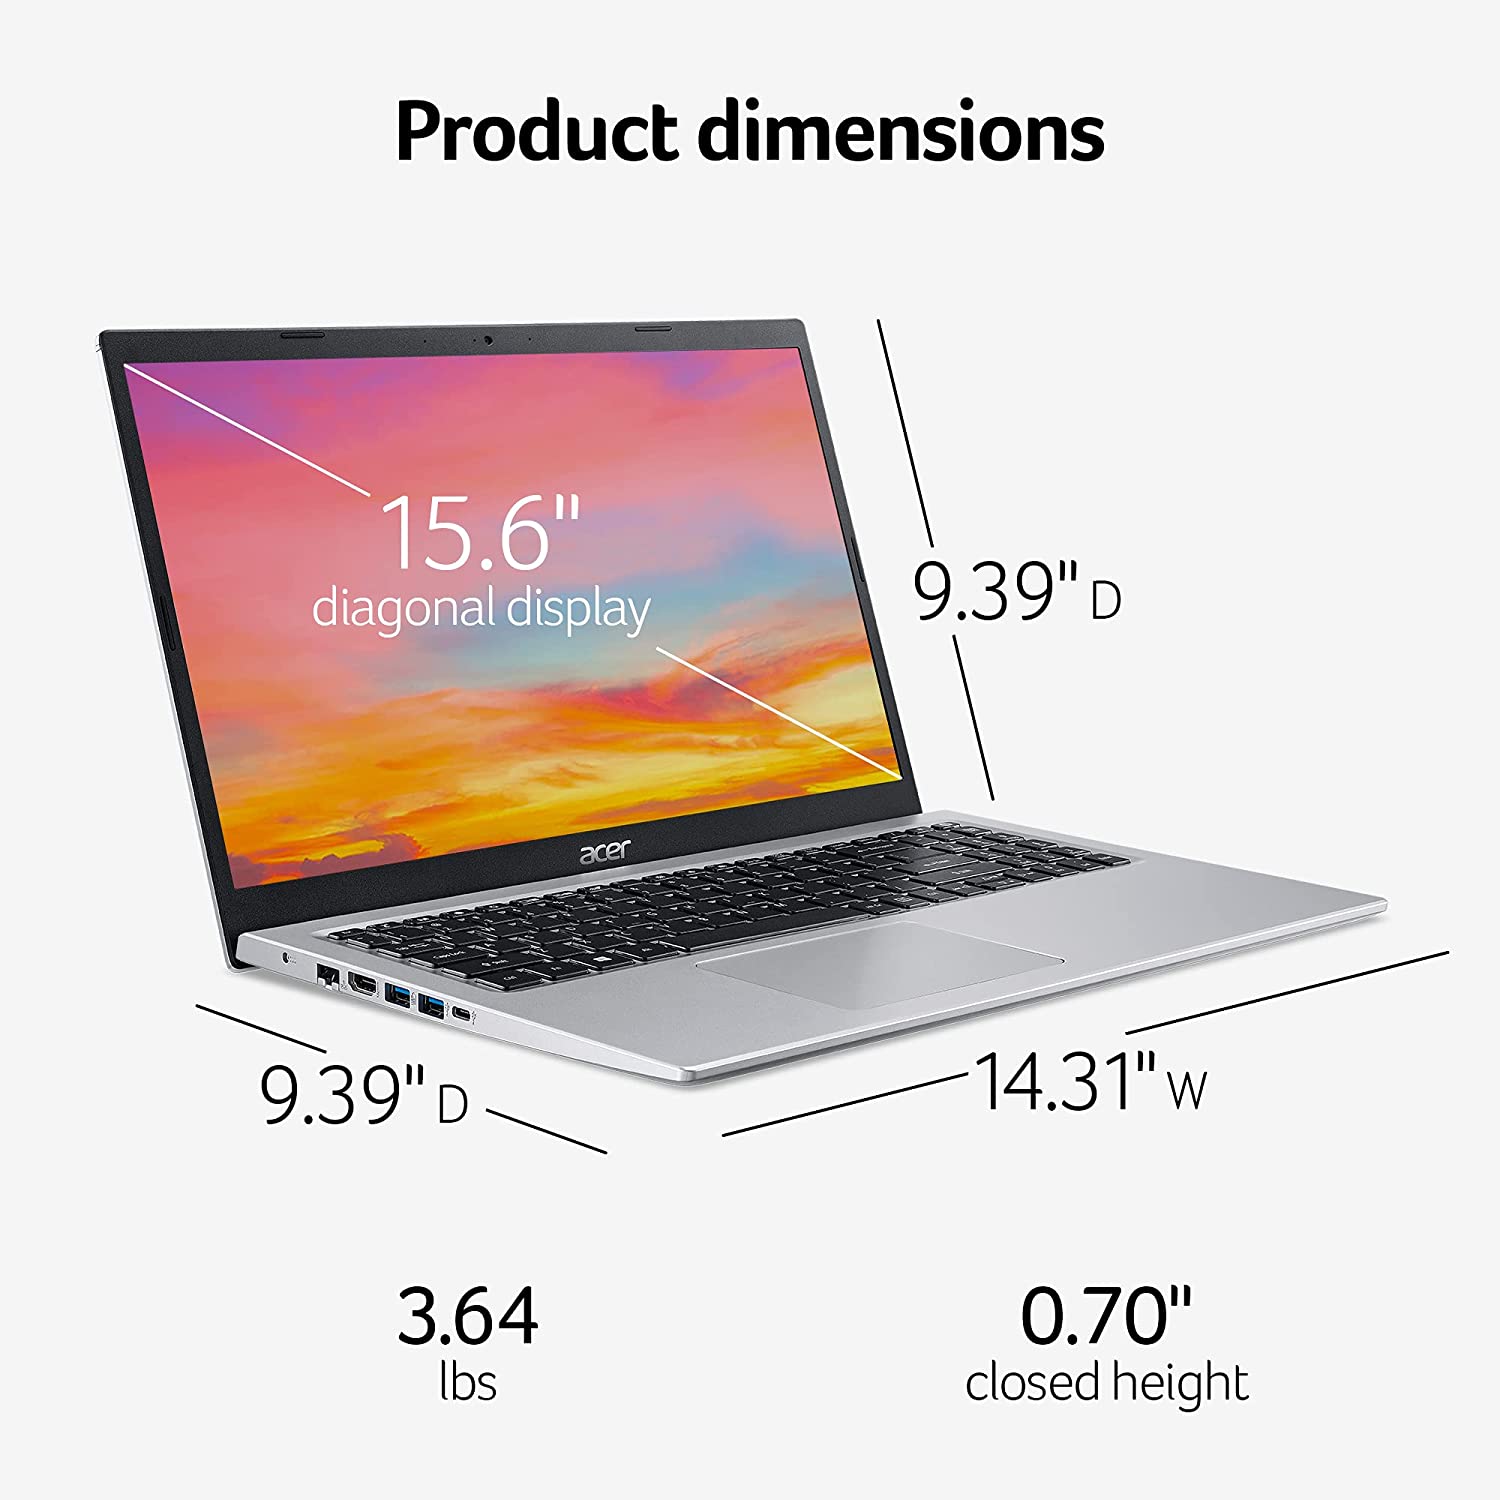 Product dimensions
15.6"
diagonal display
9.39" D
acer
9.39" D
14.31" W
3.64
lbs
0.70"
closed height